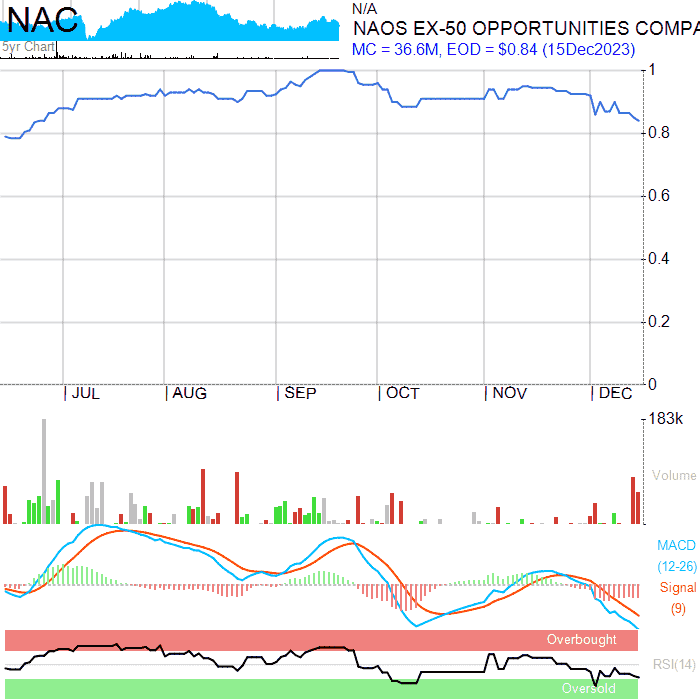 NAC
5yr Chart
N/A
NAOS EX-50 OPPORTUNITIES COMPA
MC = 36.6M, EOD = $0.84 (15Dec2023)
1
0.8
0.6
0.4
0.2
0
JUL AUG SEP OCT NOV DEC
183k
Volume
MACD
(12-26)
Signal
(9)
Overbought
RSI(14)
Oversold